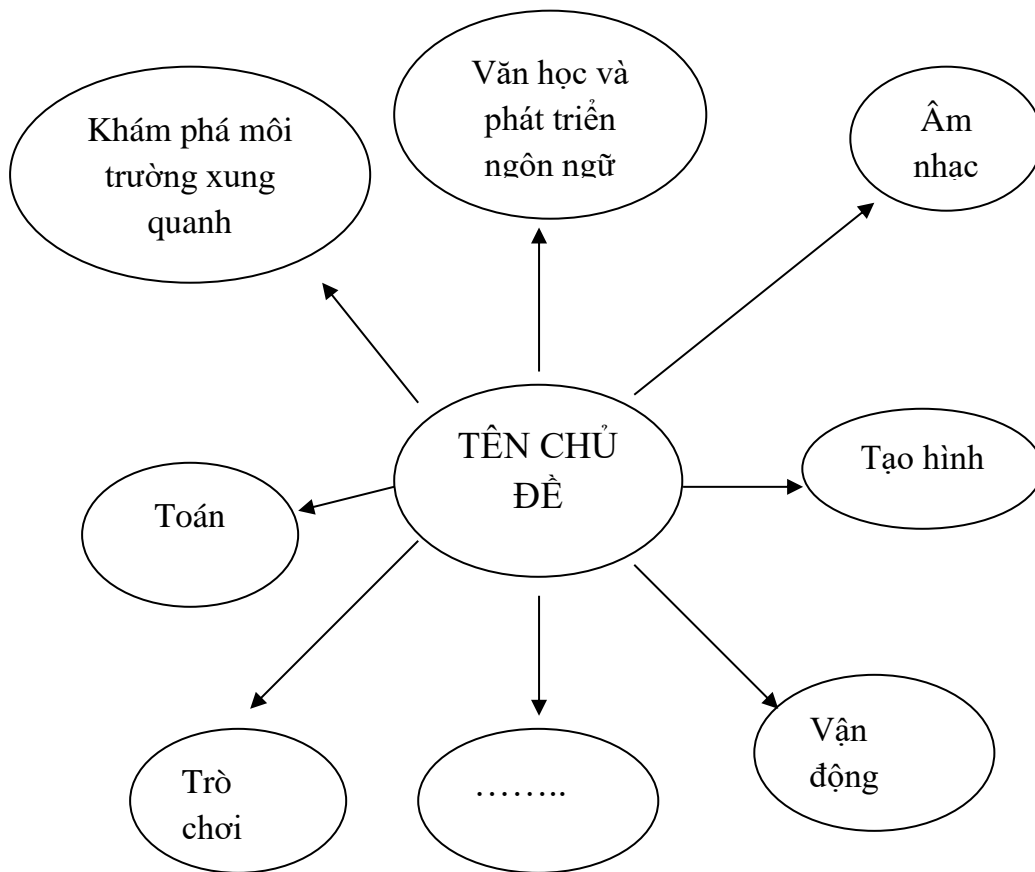 Khám phá môi
trường xung
quanh
Văn học và
phát triển
ngôn ngữ
Âm
nhạc
TÊN CHỦ
ĐỀ
Tạo hình
Toán
Trò
chơi
……..
Vận
động